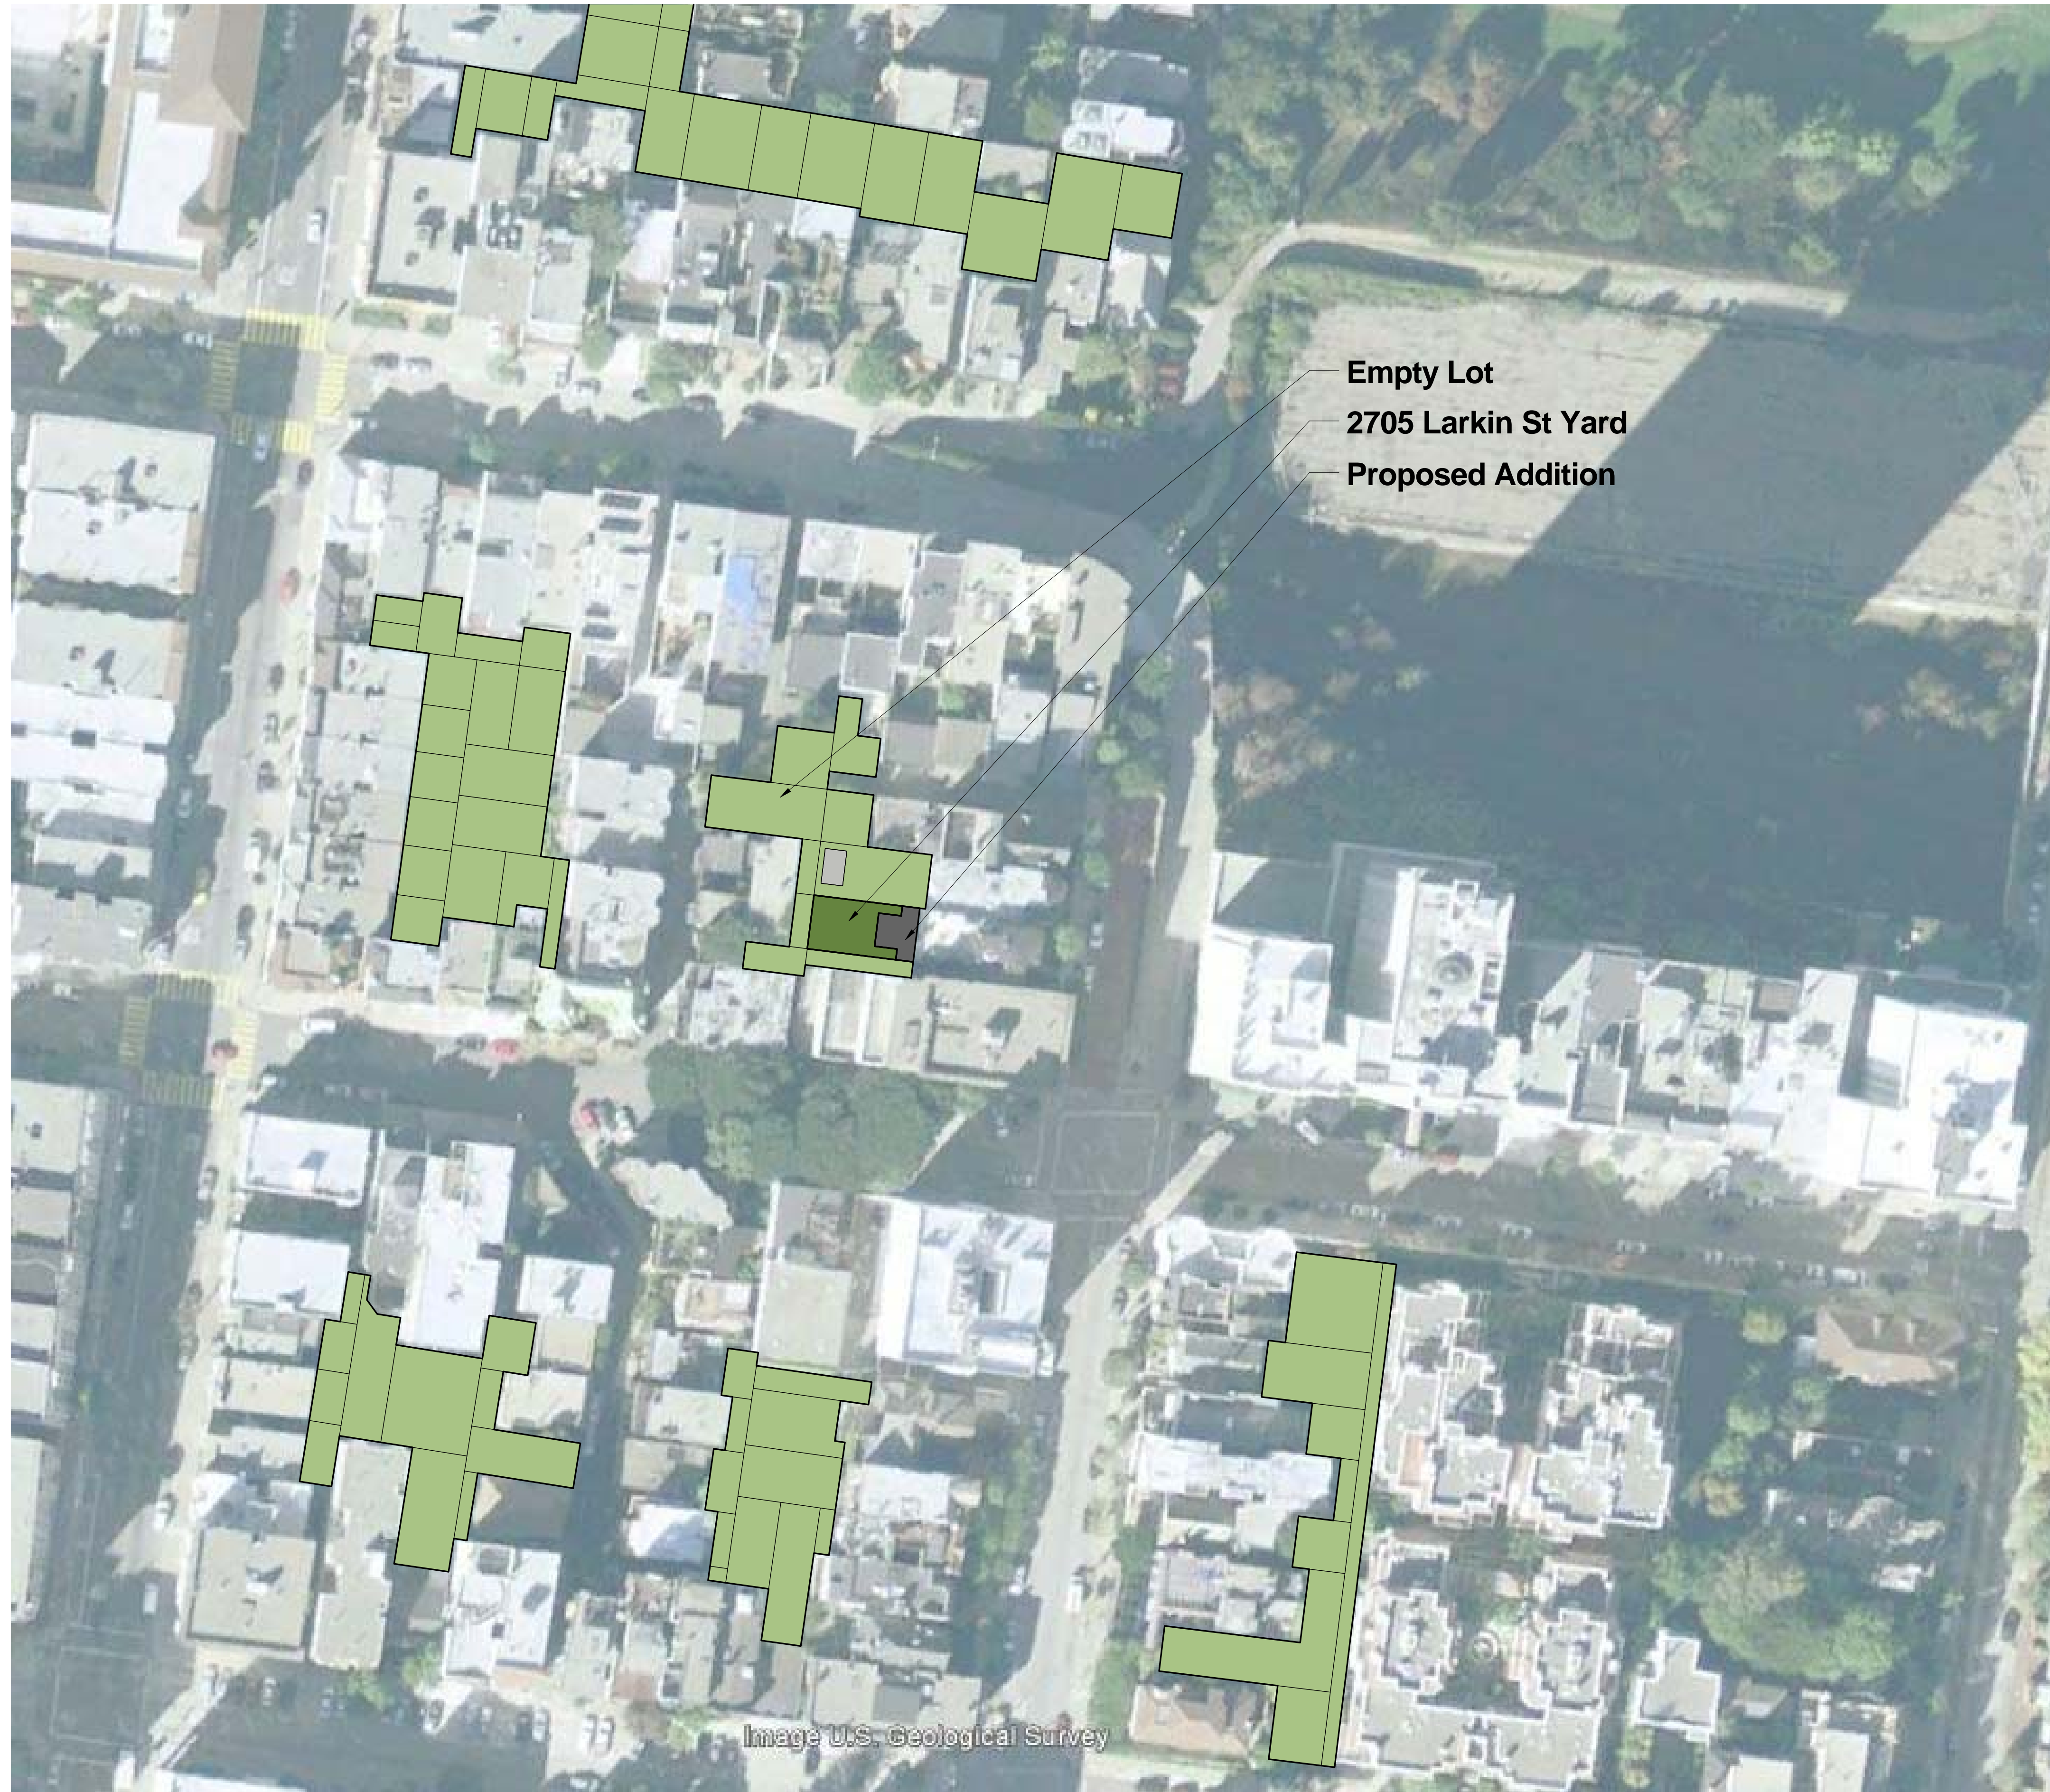 Empty Lot
2705 Larkin St Yard
Proposed Addition
Image U.S. Geological Survey